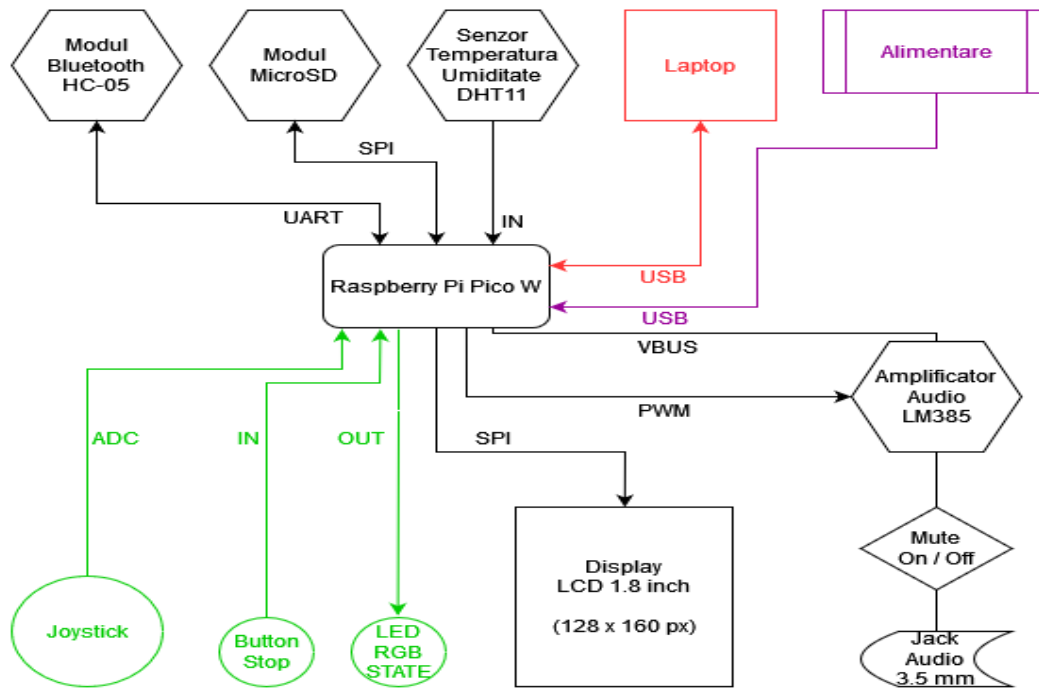 Modul
Bluetooth
HC-05
Modul
MicroSD
Senzor
Temperatura
Umiditate
DHT11
Laptop
Alimentare
SPI
UART
IN
USB
USB
Raspberry Pi Pico W
VBUS
PWM
Amplificator
Audio
LM385
ADC
IN
OUT
SPI
Mute
On / Off
Display
LCD 1.8 inch
(128 x 160 px)
Joystick
Button
Stop
LED
RGB
STATE
Jack
Audio
3.5 mm